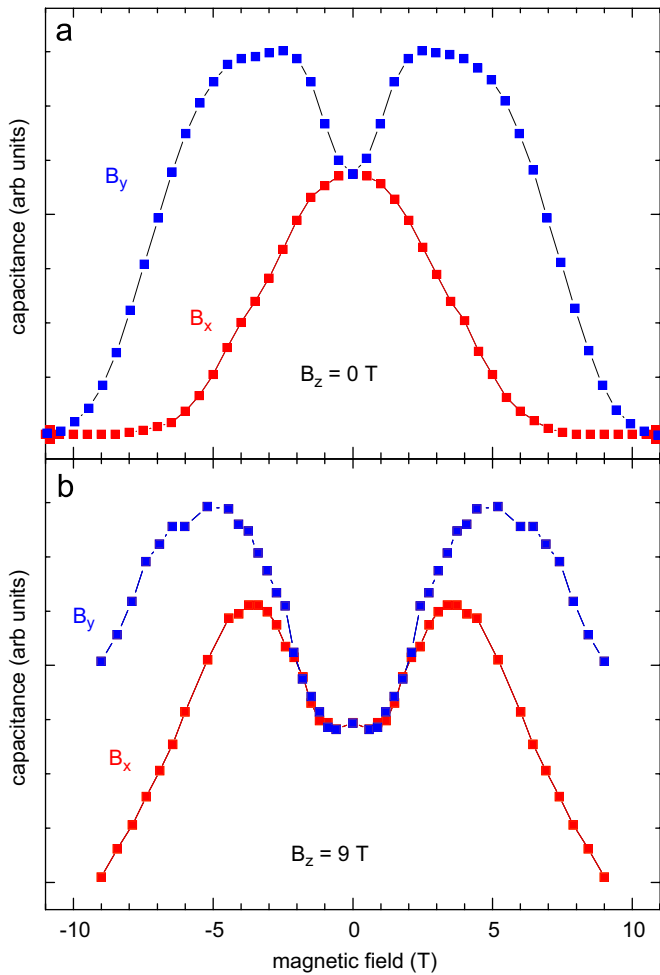 a
capacitance (arb units)
B_y
B_x
B_z = 0 T
b
capacitance (arb units)
B_y
B_x
B_z = 9 T
-10 -5 0 5 10
magnetic field (T)